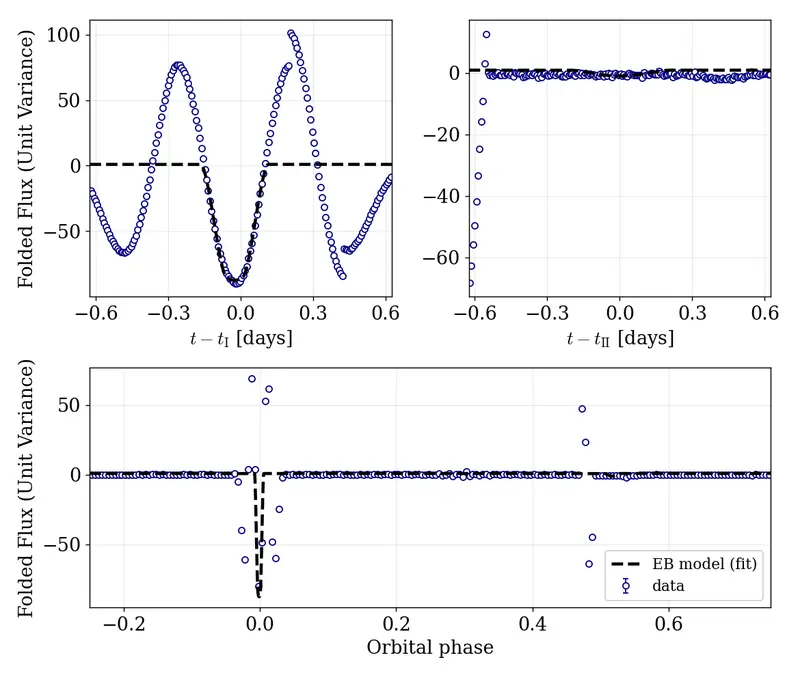 Folded Flux (Unit Variance)
100
50
0
−50
−0.6 −0.3 0.0 0.3 0.6
t − tI [days]
0
−20
−40
−60
−0.6 −0.3 0.0 0.3 0.6
t − tII [days]
Folded Flux (Unit Variance)
50
0
−50
EB model (fit)
data
−0.2 0.0 0.2 0.4 0.6
Orbital phase